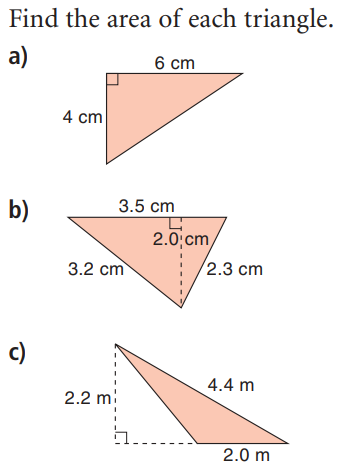 Find the area of each triangle.
a)
6 cm
4 cm
b)
3.5 cm
2.0 cm
3.2 cm
2.3 cm
c)
4.4 m
2.2 m
2.0 m